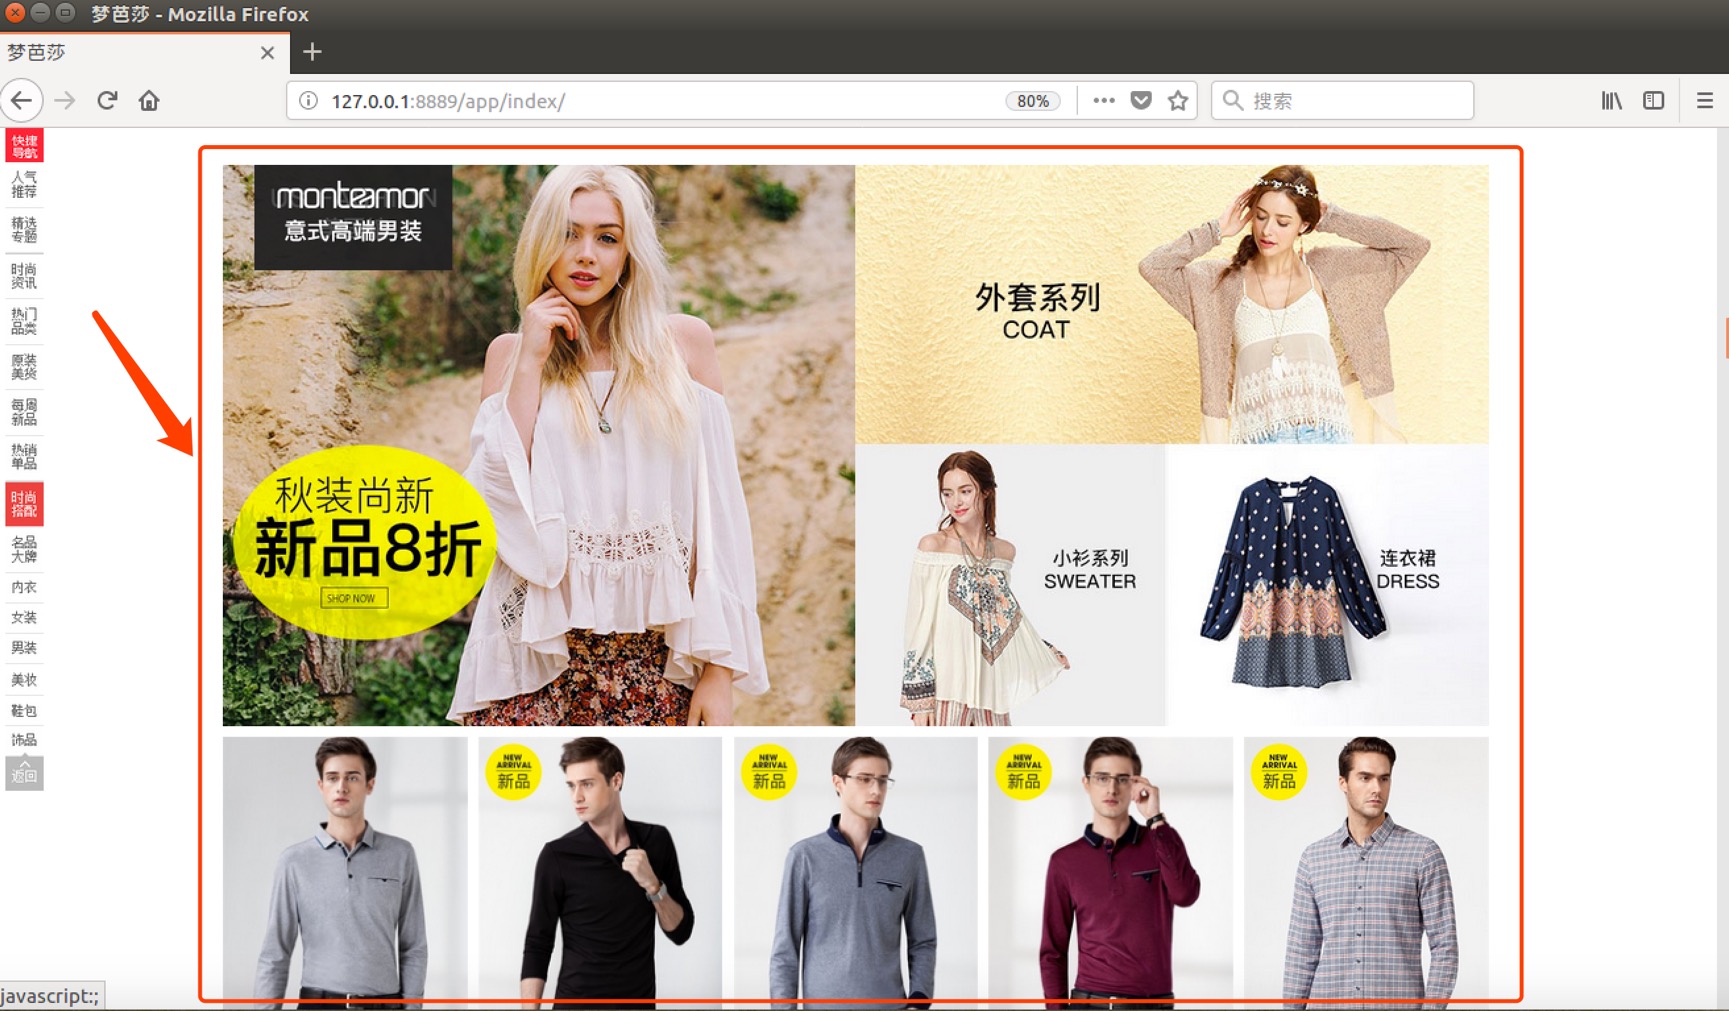 梦芭莎 - Mozilla Firefox
梦芭莎
127.0.0.1:8889/app/index/
80%
搜索
快捷
导航
人气
推荐
精选
专题
时尚
资讯
热门
品类
原装
美货
每周
新品
热销
单品
时尚
搭配
名品
大牌
内衣
女装
男装
美妆
鞋包
饰品
返回
monteamor
意式高端男装
秋装尚新
新品8折
SHOP NOW
外套系列
COAT
小衫系列
SWEATER
连衣裙
DRESS
NEW
ARRIVAL
新品
NEW
ARRIVAL
新品
NEW
ARRIVAL
新品
NEW
ARRIVAL
新品
javascript:;